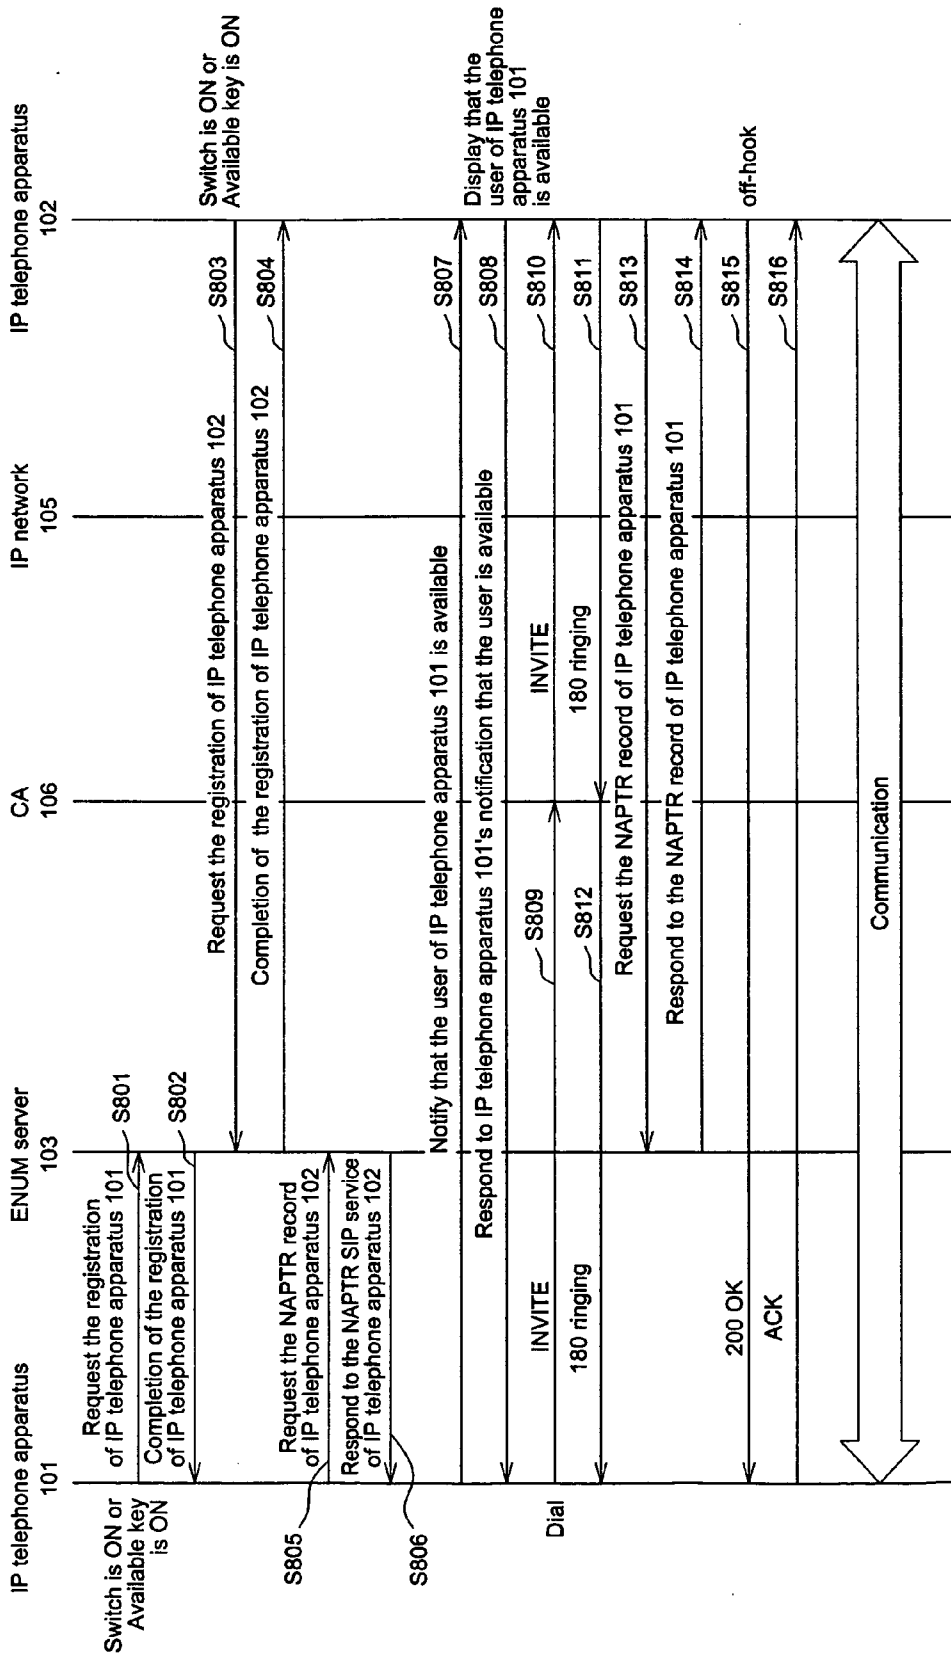 IP telephone apparatus
101
ENUM server
103
CA
106
IP network
105
IP telephone apparatus
102
Switch is ON or
Available key
is ON
Request the registration
of IP telephone apparatus 101
S801
Completion of the registration
of IP telephone apparatus 101
S802
Switch is ON or
Available key is ON
Request the registration of IP telephone apparatus 102
S803
Completion of the registration of IP telephone apparatus 102
S804
Request the NAPTR record
of IP telephone apparatus 102
S805
Respond to the NAPTR SIP service
of IP telephone apparatus 102
S806
Notify that the user of IP telephone apparatus 101 is available
S807
Display that the
user of IP telephone
apparatus 101
is available
Respond to IP telephone apparatus 101's notification that the user is available
S808
Dial
INVITE
S809
INVITE
S810
180 ringing
S812
180 ringing
S811
Request the NAPTR record of IP telephone apparatus 101
S813
Respond to the NAPTR record of IP telephone apparatus 101
S814
200 OK
S815
off-hook
ACK
S816
Communication